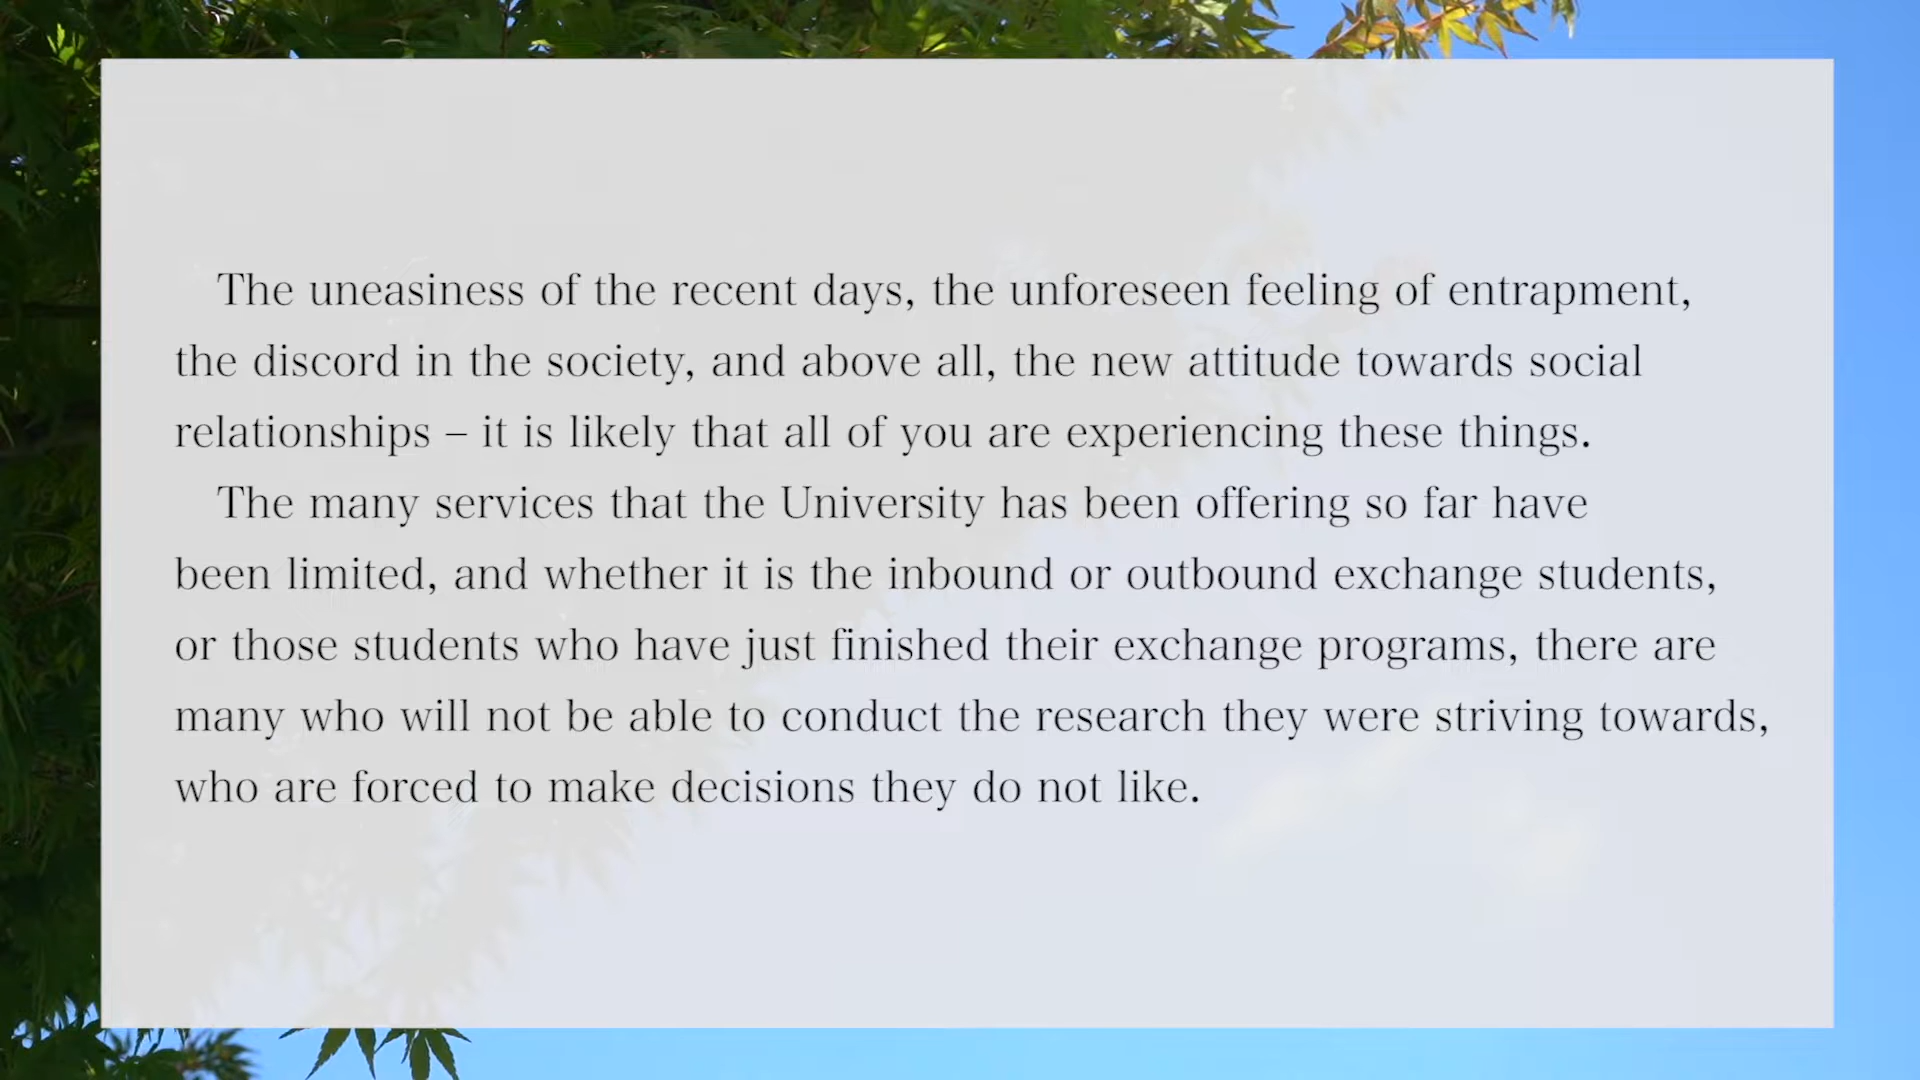 The uneasiness of the recent days, the unforeseen feeling of entrapment,
the discord in the society, and above all, the new attitude towards social
relationships – it is likely that all of you are experiencing these things.
The many services that the University has been offering so far have
been limited, and whether it is the inbound or outbound exchange students,
or those students who have just finished their exchange programs, there are
many who will not be able to conduct the research they were striving towards,
who are forced to make decisions they do not like.